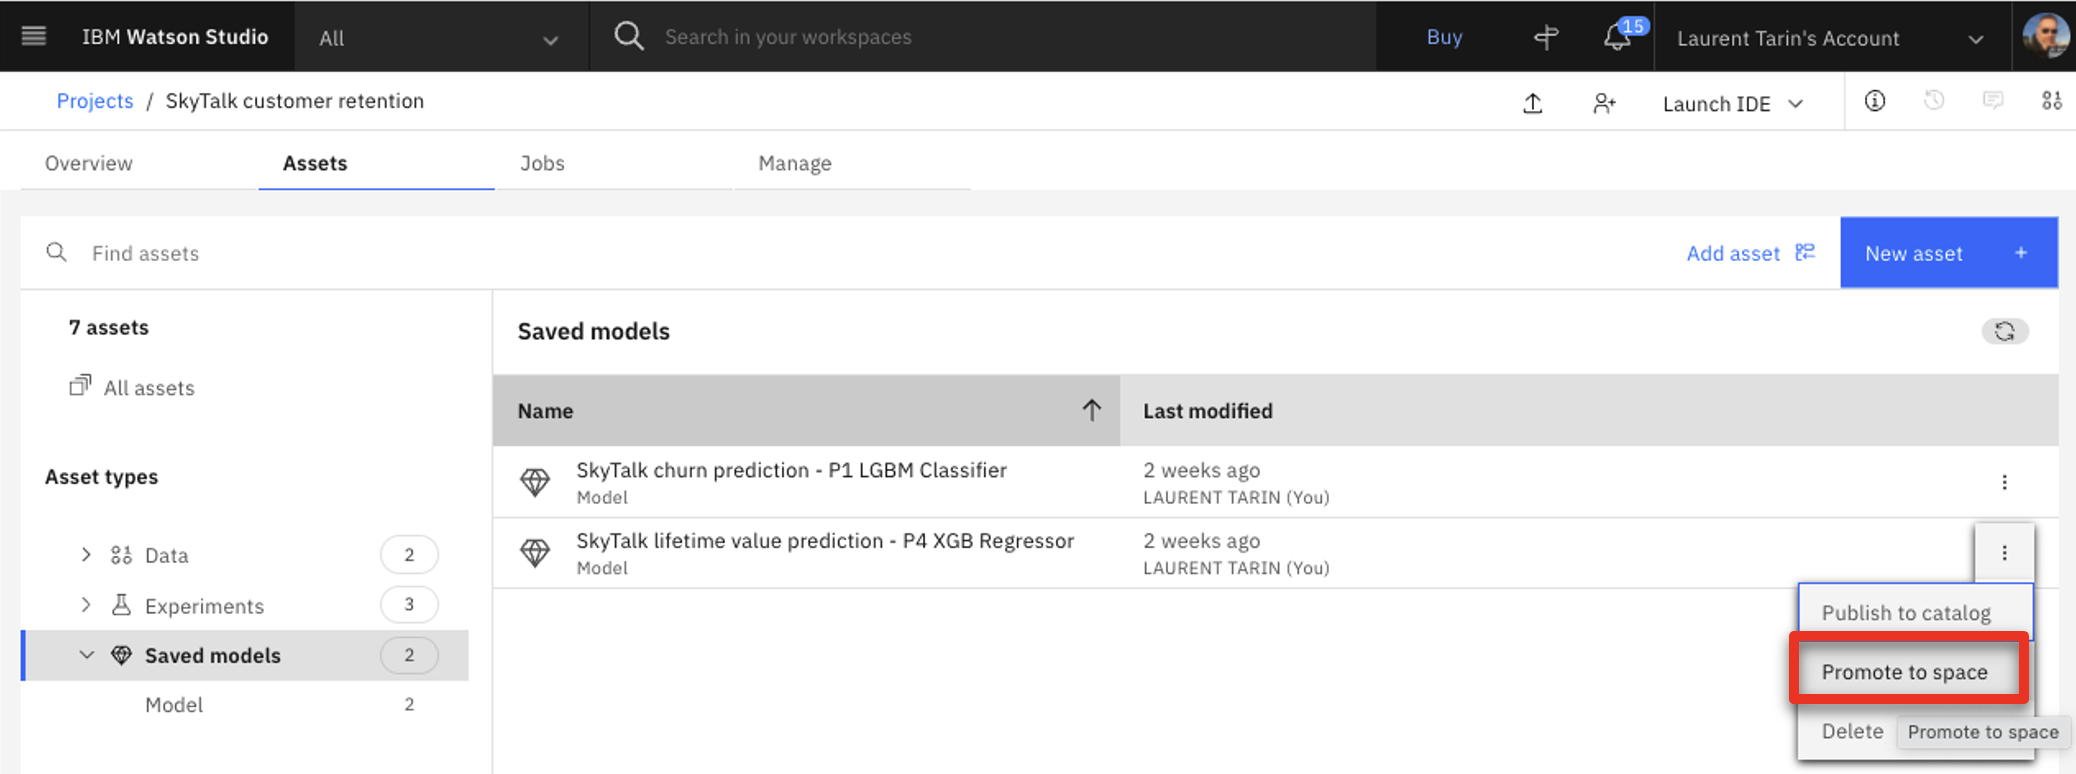 IBM Watson Studio
All
Search in your workspaces
Buy
15
Laurent Tarin's Account
Projects / SkyTalk customer retention
Launch IDE
Overview
Assets
Jobs
Manage
Find assets
Add asset
New asset +
7 assets
All assets
Asset types
Data 2
Experiments 3
Saved models 2
Model 2
Saved models
Name
Last modified
SkyTalk churn prediction - P1 LGBM Classifier
Model
2 weeks ago
LAURENT TARIN (You)
SkyTalk lifetime value prediction - P4 XGB Regressor
Model
2 weeks ago
LAURENT TARIN (You)
Publish to catalog
Promote to space
Delete
Promote to space